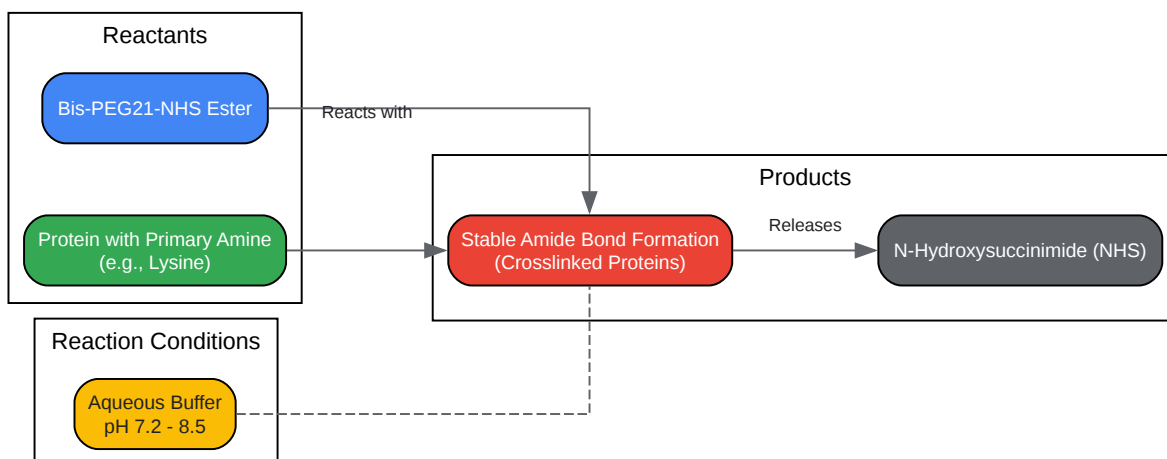 Reactants
Bis-PEG21-NHS Ester
Reacts with
Products
Protein with Primary Amine
(e.g., Lysine)
Stable Amide Bond Formation
(Crosslinked Proteins)
Releases
N-Hydroxysuccinimide (NHS)
Reaction Conditions
Aqueous Buffer
pH 7.2 - 8.5